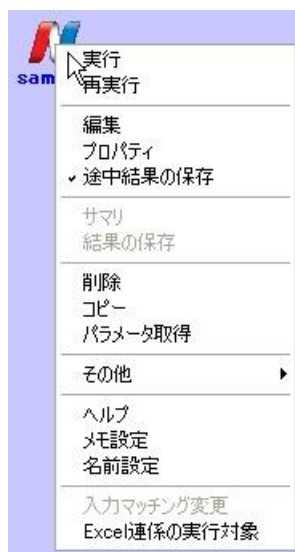 sam
実行
再実行
編集
プロパティ
途中結果の保存
サマリ
結果の保存
削除
コピー
パラメータ取得
その他
ヘルプ
メモ設定
名前設定
入力マッチング変更
Excel連係の実行対象